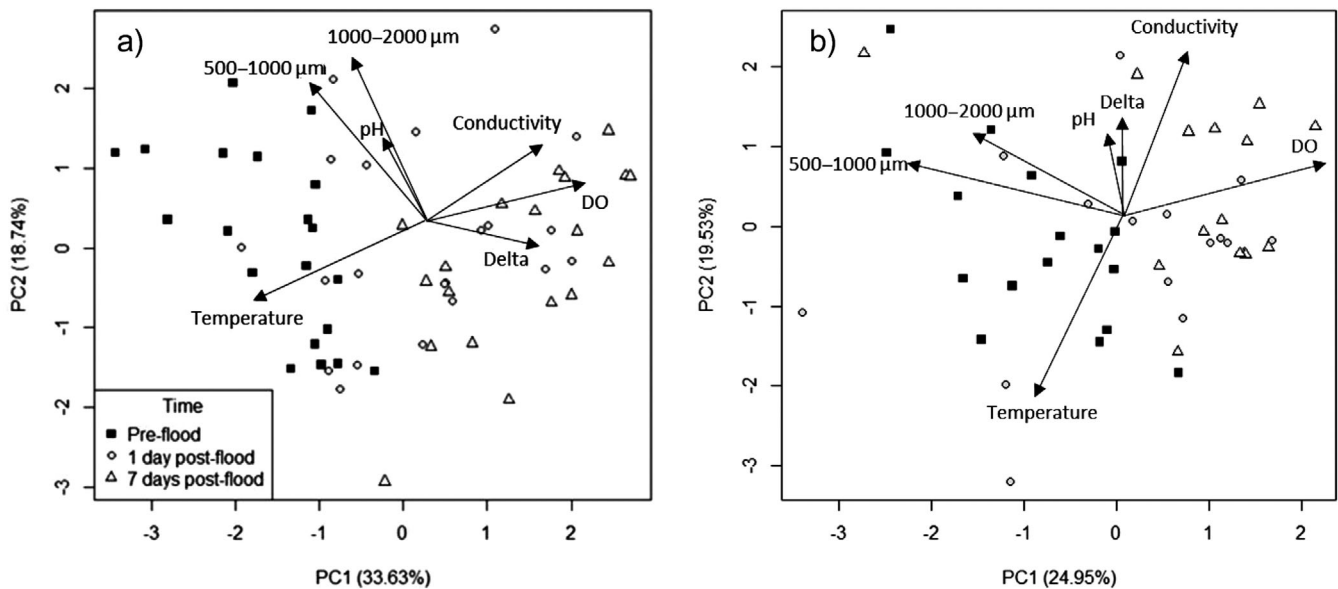 a)
1000–2000 µm
500–1000 µm
pH
Conductivity
DO
Delta
Temperature
Time
Pre-flood
1 day post-flood
7 days post-flood
2
1
0
-1
-2
-3
PC2 (18.74%)
-3
-2
-1
0
1
2
PC1 (33.63%)
b)
Conductivity
1000–2000 µm
Delta
pH
DO
500–1000 µm
Temperature
2
1
0
-1
-2
-3
PC2 (19.53%)
-3
-2
-1
0
1
2
PC1 (24.95%)